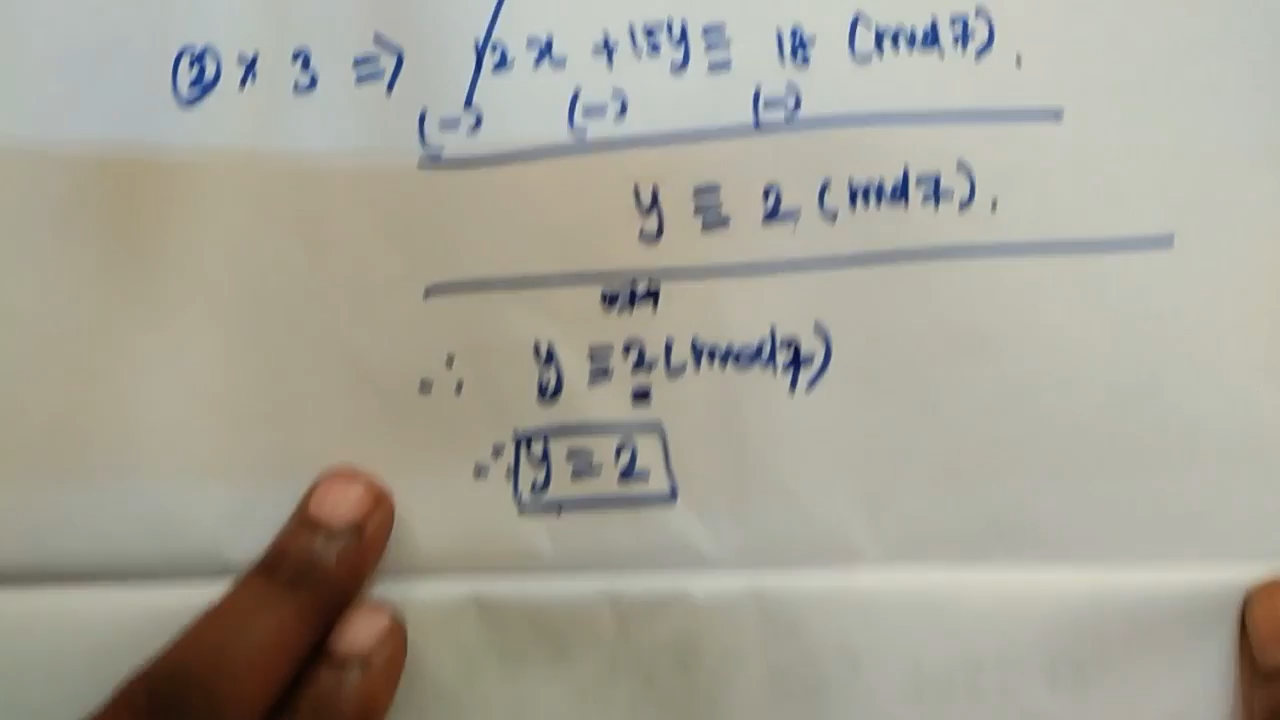 ② × 3 ⇒ 12x + 15y ≡ 18 (mod 7).
(-) (-) (-)
y ≡ 2 (mod 7).
∴ y ≡ 2 (mod 7)
∴ y = 2